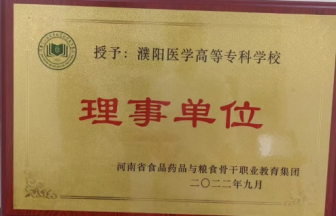 授予：濮阳医学高等专科学校
理事单位
河南省食品药品与粮食骨干职业教育集团
二〇二二年九月